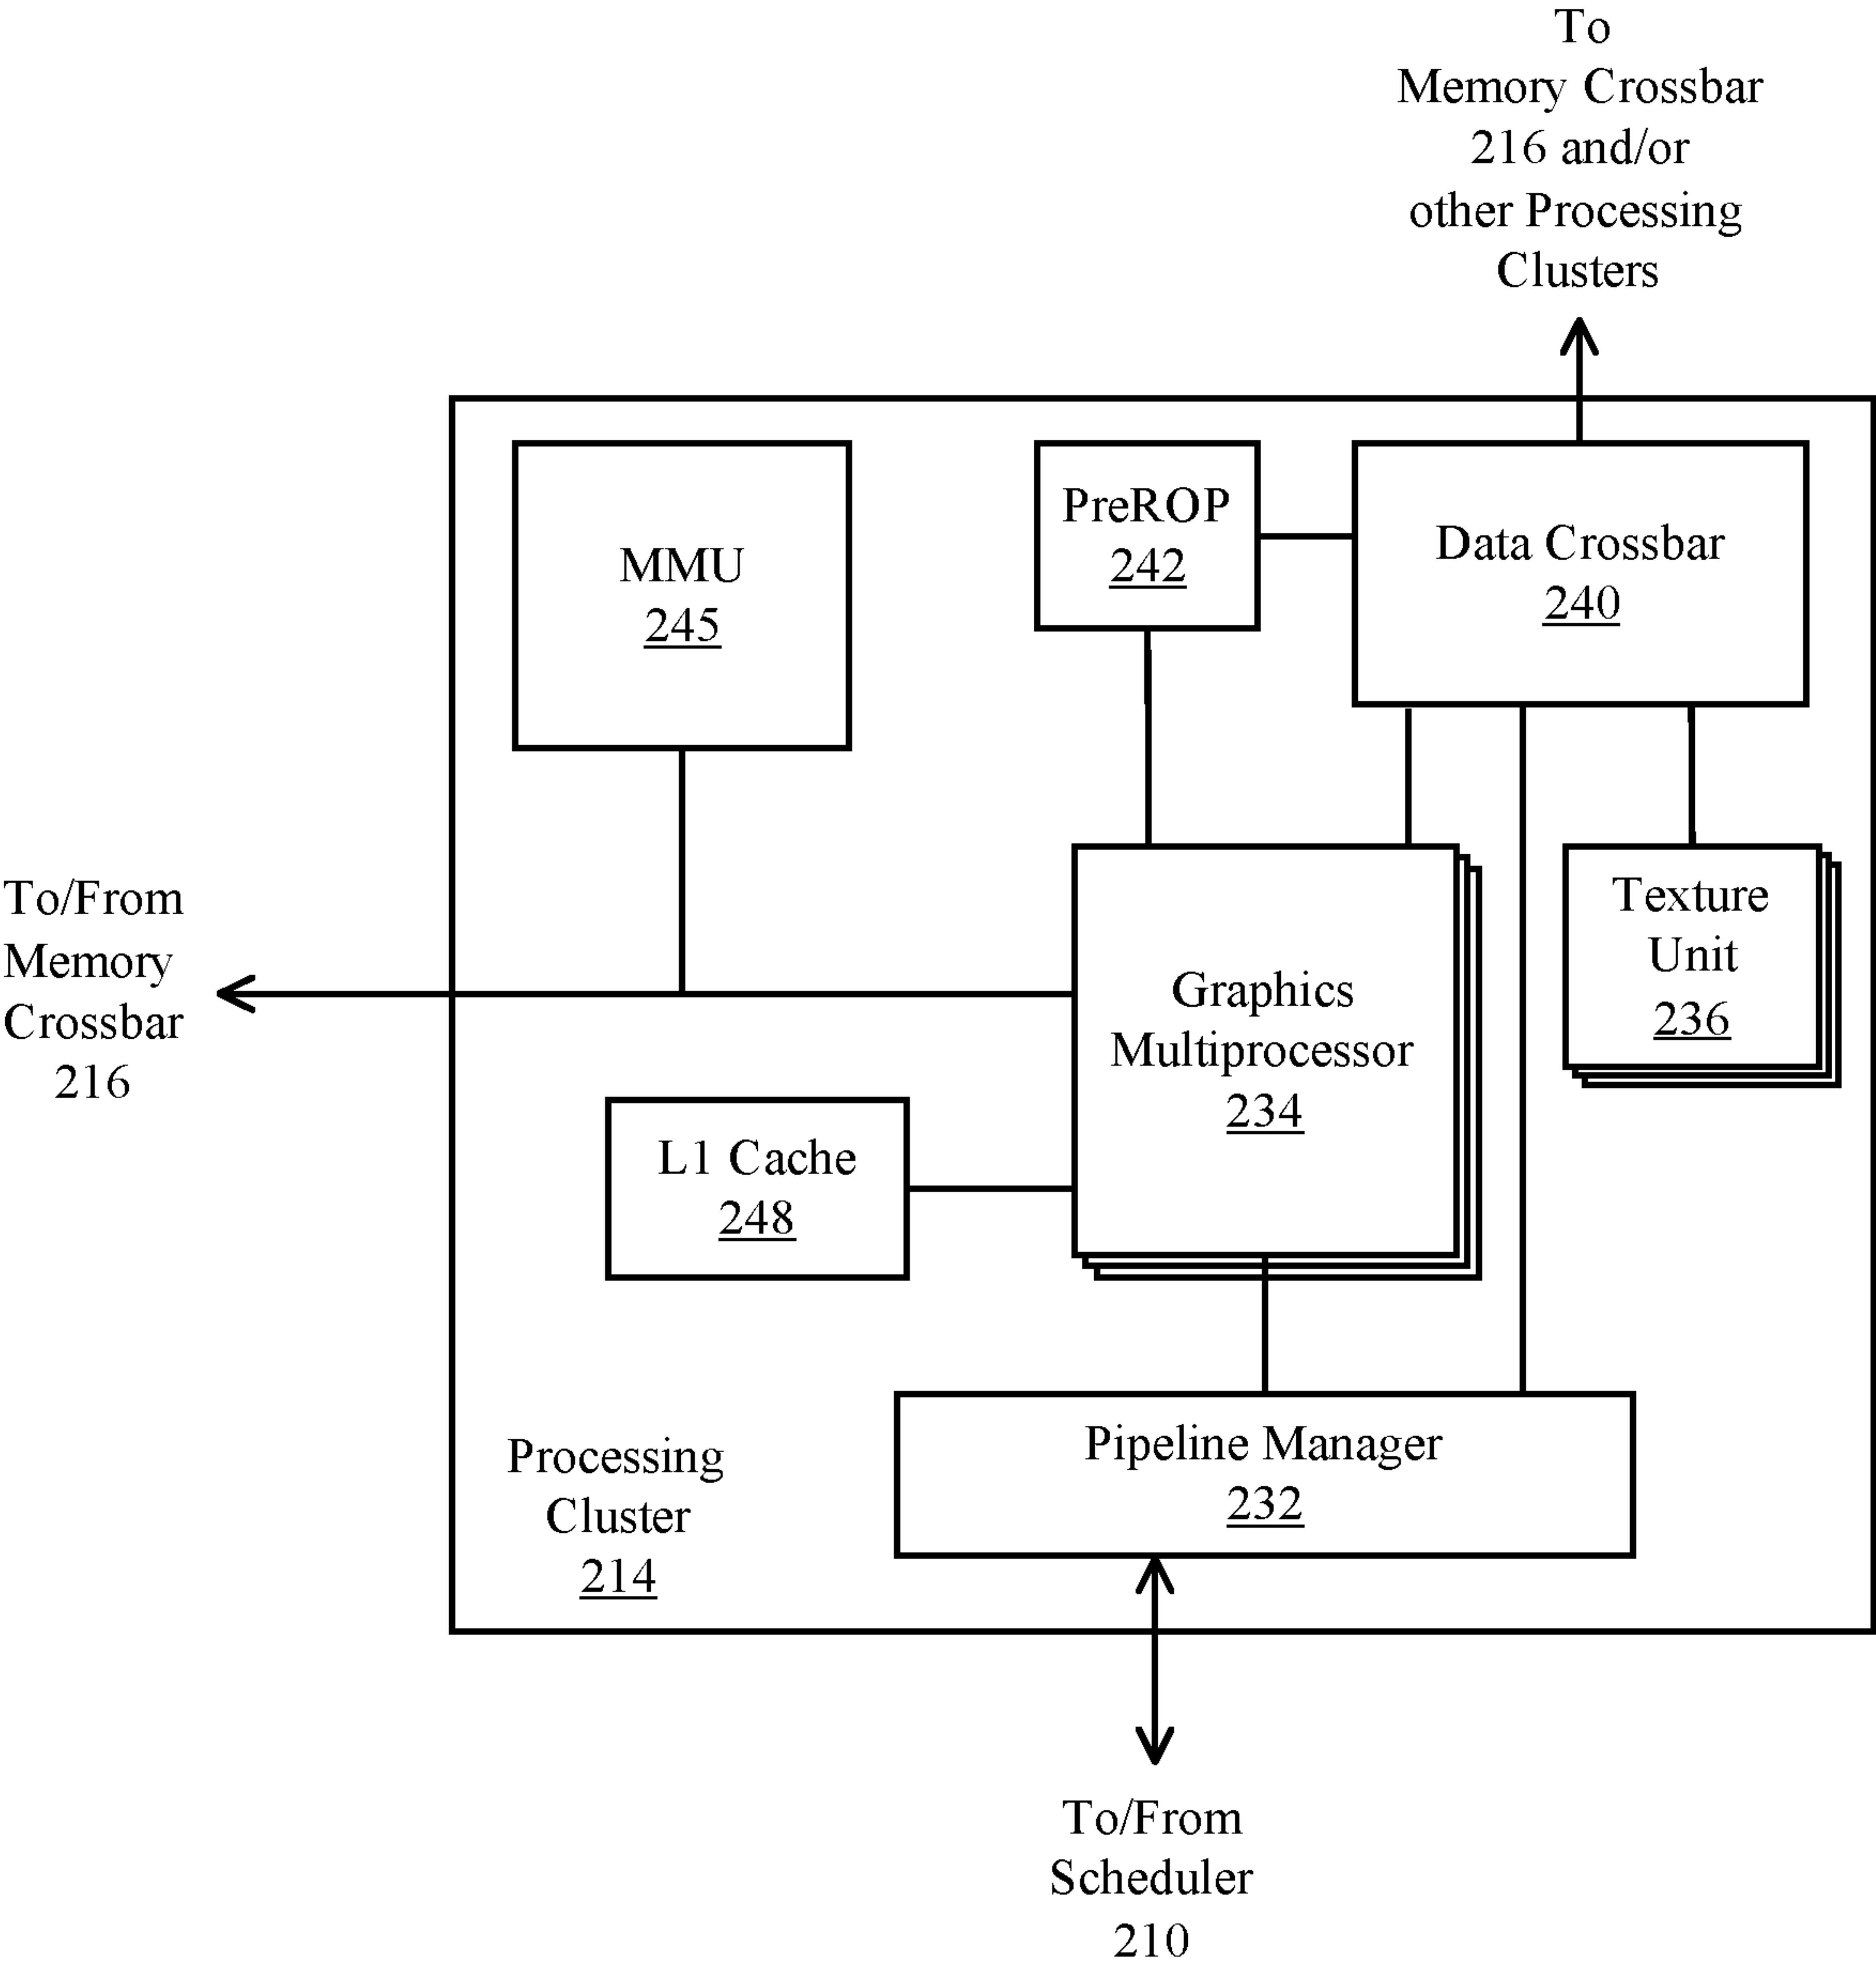 To
Memory Crossbar
216 and/or
other Processing
Clusters
MMU
245
PreROP
242
Data Crossbar
240
To/From
Memory
Crossbar
216
Graphics
Multiprocessor
234
Texture
Unit
236
L1 Cache
248
Processing
Cluster
214
Pipeline Manager
232
To/From
Scheduler
210